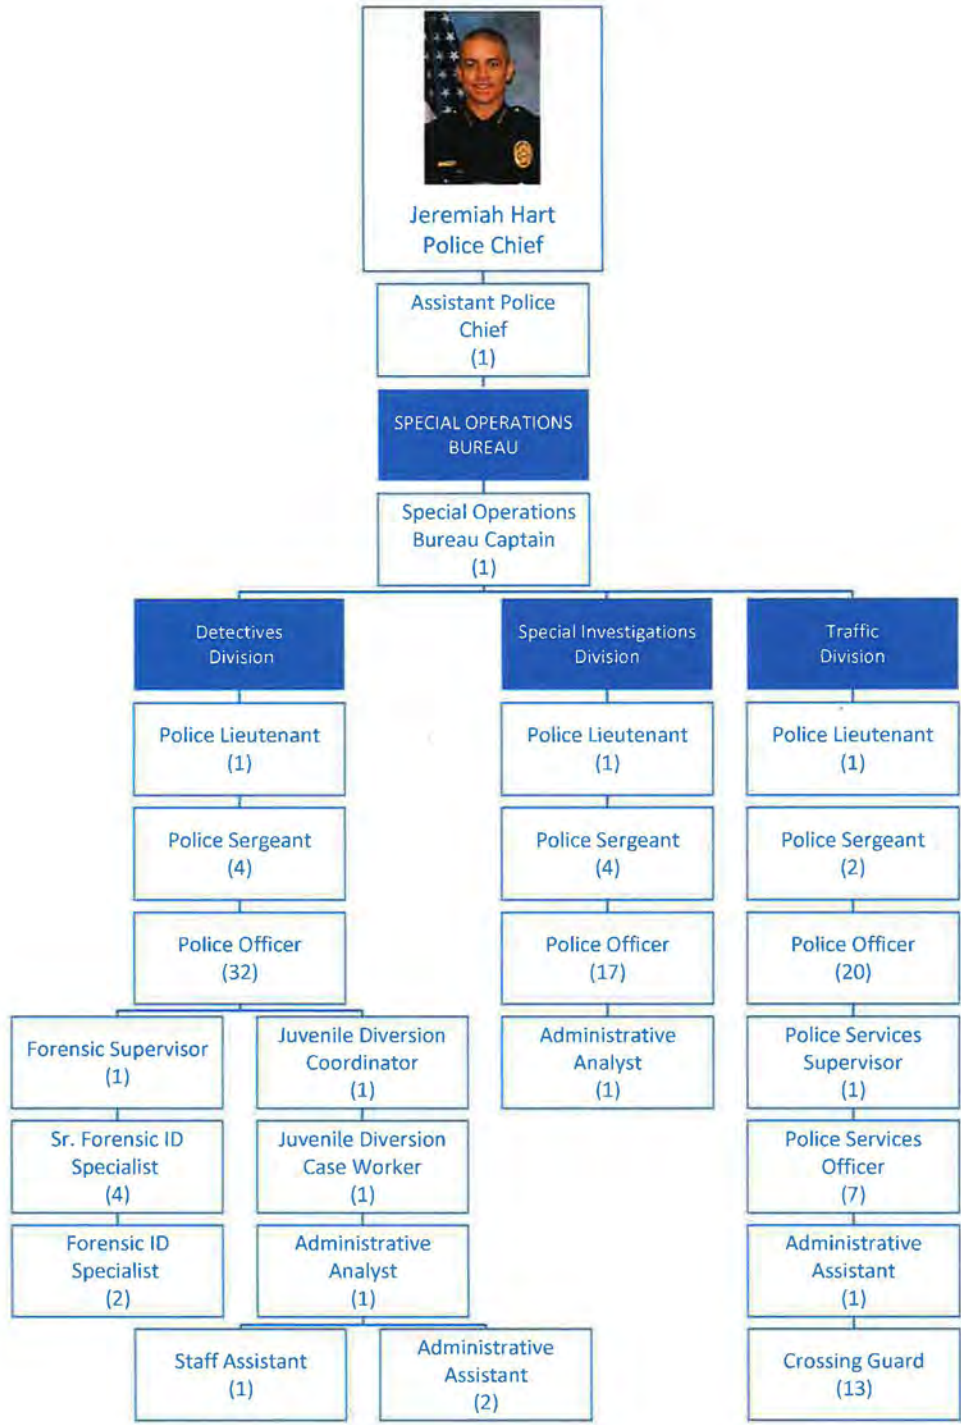 Jeremiah Hart
Police Chief
Assistant Police
Chief
(1)
SPECIAL OPERATIONS
BUREAU
Special Operations
Bureau Captain
(1)
Detectives
Division
Special Investigations
Division
Traffic
Division
Police Lieutenant
(1)
Police Lieutenant
(1)
Police Lieutenant
(1)
Police Sergeant
(4)
Police Sergeant
(4)
Police Sergeant
(2)
Police Officer
(32)
Police Officer
(17)
Police Officer
(20)
Forensic Supervisor
(1)
Juvenile Diversion
Coordinator
(1)
Administrative
Analyst
(1)
Police Services
Supervisor
(1)
Sr. Forensic ID
Specialist
(4)
Juvenile Diversion
Case Worker
(1)
Police Services
Officer
(7)
Forensic ID
Specialist
(2)
Administrative
Analyst
(1)
Administrative
Assistant
(1)
Staff Assistant
(1)
Administrative
Assistant
(2)
Crossing Guard
(13)